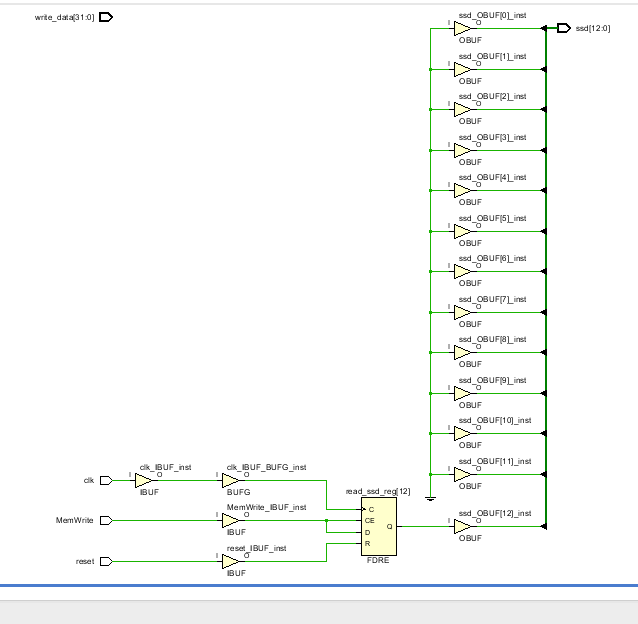 write_data[31:0]
ssd_OBUF[0]_inst
I O
OBUF
ssd[12:0]
ssd_OBUF[1]_inst
I O
OBUF
ssd_OBUF[2]_inst
I O
OBUF
ssd_OBUF[3]_inst
I O
OBUF
ssd_OBUF[4]_inst
I O
OBUF
ssd_OBUF[5]_inst
I O
OBUF
ssd_OBUF[6]_inst
I O
OBUF
ssd_OBUF[7]_inst
I O
OBUF
ssd_OBUF[8]_inst
I O
OBUF
ssd_OBUF[9]_inst
I O
OBUF
ssd_OBUF[10]_inst
I O
OBUF
ssd_OBUF[11]_inst
I O
OBUF
clk
clk_IBUF_inst
I O
IBUF
clk_IBUF_BUFG_inst
I O
BUFG
MemWrite
MemWrite_IBUF_inst
I O
IBUF
reset
reset_IBUF_inst
I O
IBUF
read_ssd_reg[12]
C
CE
D
R
Q
FDRE
ssd_OBUF[12]_inst
I O
OBUF